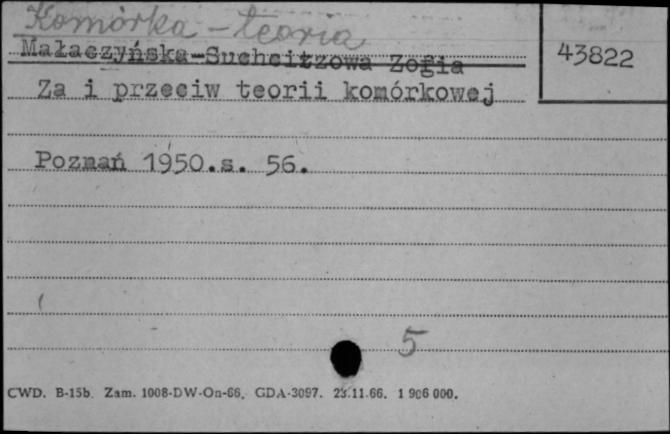 Komórka - teoria
Małaczyńska-Suchcitzowa Zofia
43822
Za i przeciw teorii komórkowej
Poznań 1950.s. 56.
5
CWD. B-15b. Zam. 1008-DW-On-66. GDA-3097. 23.11.66. 1 906 000.